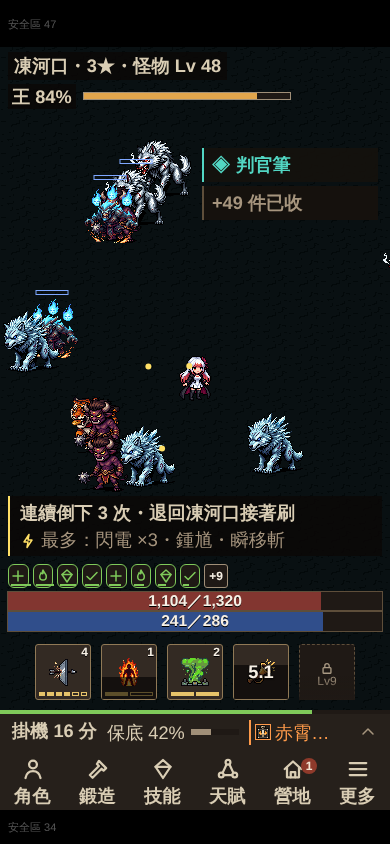 安全區 47
凍河口・3★・怪物 Lv 48
王 84%
◈ 判官筆
+49 件已收
連續倒下 3 次・退回凍河口接著刷
最多：閃電 ×3・鍾馗・瞬移斬
+9
1,104／1,320
241／286
4
1
2
5.1
Lv9
掛機 16 分
保底 42%
赤霄…
角色
鍛造
技能
天賦
營地
1
更多
安全區 34